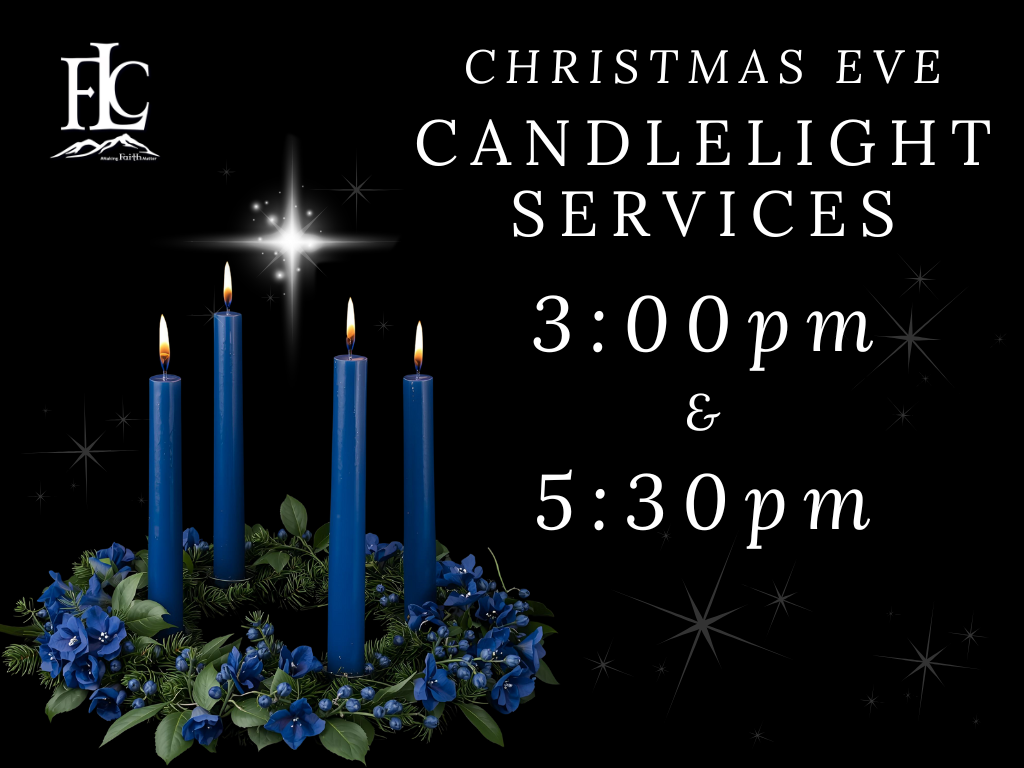 FLC
#Making Faith Matter
CHRISTMAS EVE
CANDLELIGHT
SERVICES
3:00pm
&
5:30pm